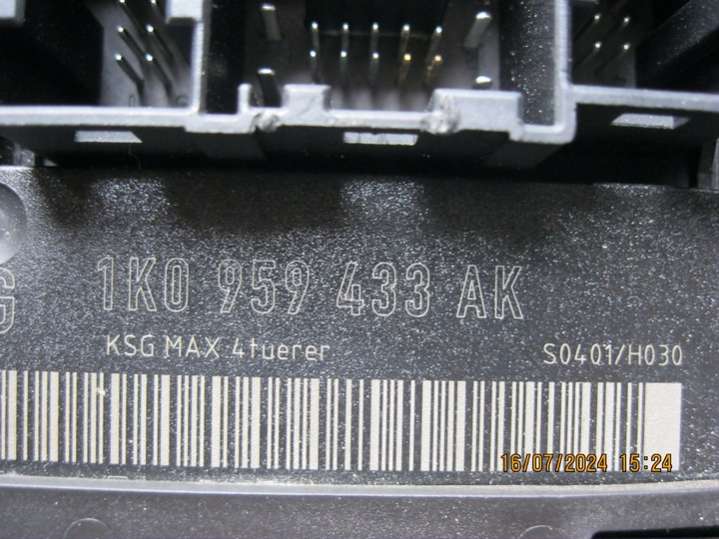 G 1K0 959 433 AK
KSG MAX 4tuerer S0401/H030
16/07/2024 15:24